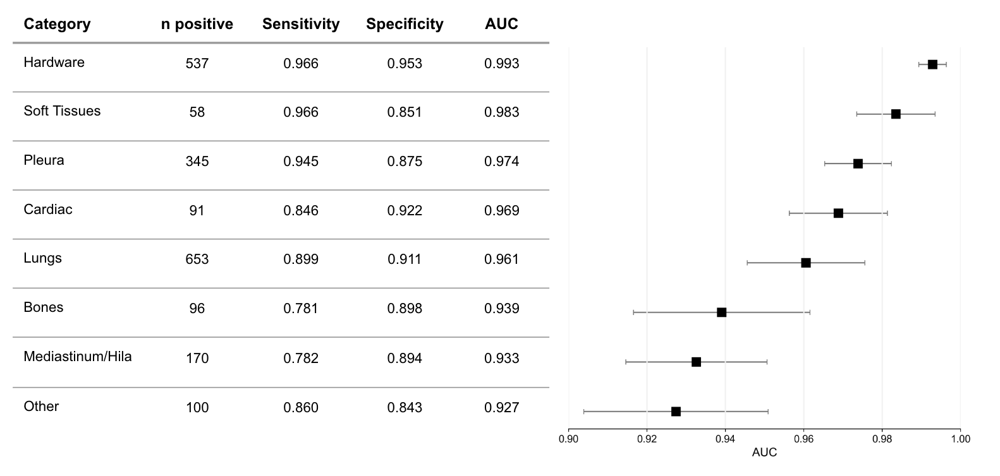 Category n positive Sensitivity Specificity AUC
Hardware 537 0.966 0.953 0.993
Soft Tissues 58 0.966 0.851 0.983
Pleura 345 0.945 0.875 0.974
Cardiac 91 0.846 0.922 0.969
Lungs 653 0.899 0.911 0.961
Bones 96 0.781 0.898 0.939
Mediastinum/Hila 170 0.782 0.894 0.933
Other 100 0.860 0.843 0.927
0.90 0.92 0.94 0.96 0.98 1.00
AUC